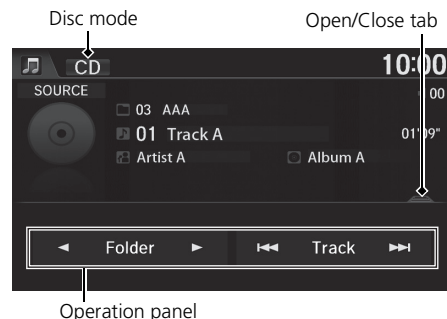 Disc mode
Open/Close tab
CD
10:00
SOURCE
00
03 AAA
01 Track A
01'09"
Artist A
Album A
Folder
Track
Operation panel